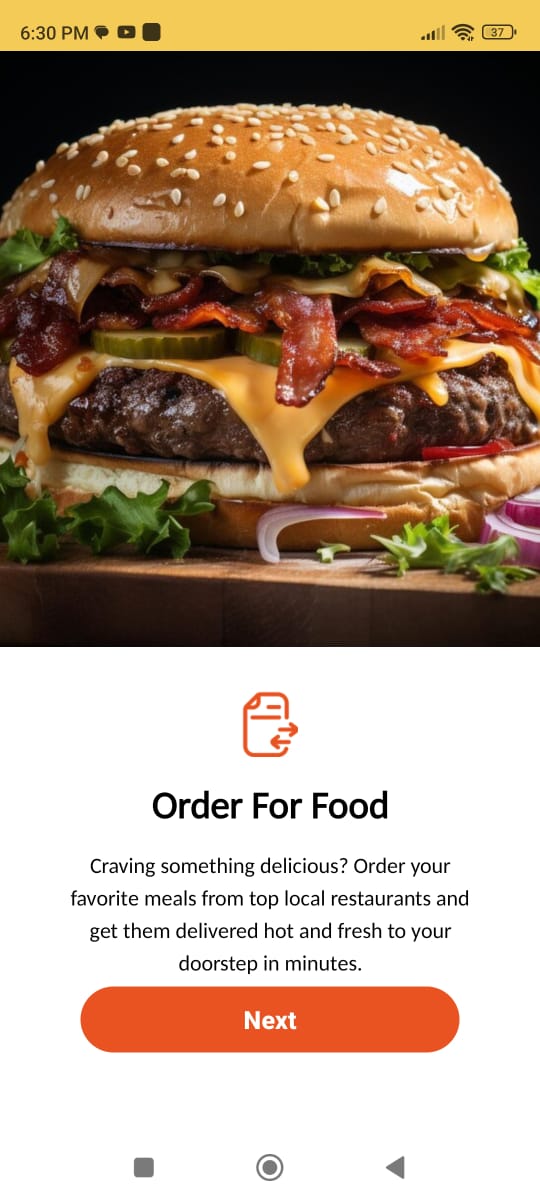 6:30 PM
37
Order For Food
Craving something delicious? Order your
favorite meals from top local restaurants and
get them delivered hot and fresh to your
doorstep in minutes.
Next